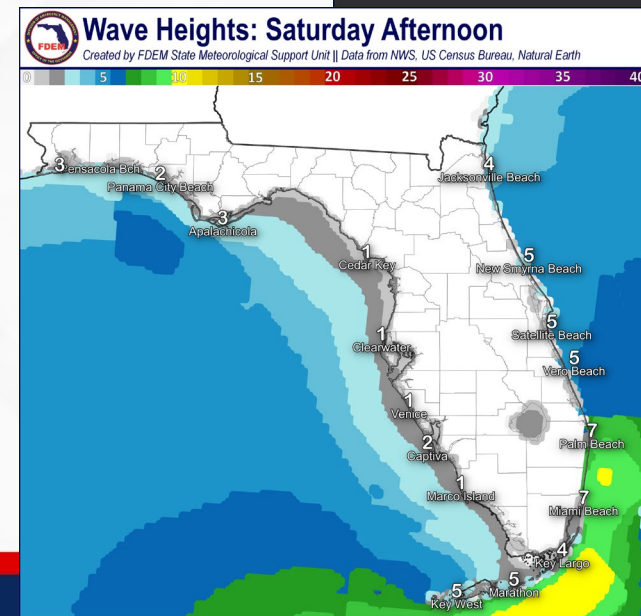 FDEM
Wave Heights: Saturday Afternoon
Created by FDEM State Meteorological Support Unit || Data from NWS, US Census Bureau, Natural Earth
0 5 10 15 20 25 30 35 40
3
Pensacola Bch
2
Panama City Beach
3
Apalachicola
4
Jacksonville Beach
1
Cedar Key
5
New Smyrna Beach
1
Clearwater
5
Satellite Beach
5
Vero Beach
1
Venice
2
Captiva
7
Palm Beach
1
Marco Island
7
Miami Beach
4
Key Largo
5
Marathon
5
Key West